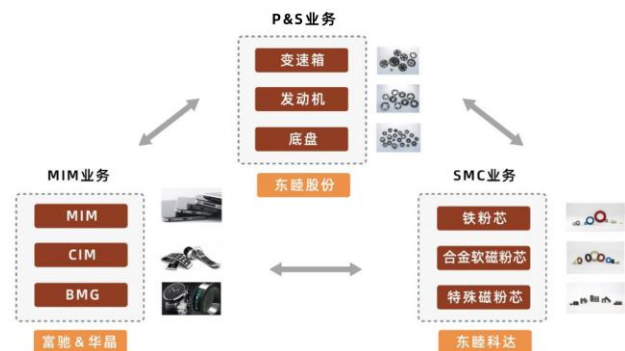 P&S业务
变速箱
发动机
底盘
东睦股份
MIM业务
MIM
CIM
BMG
富驰&华晶
SMC业务
铁粉芯
合金软磁粉芯
特殊磁粉芯
东睦科达